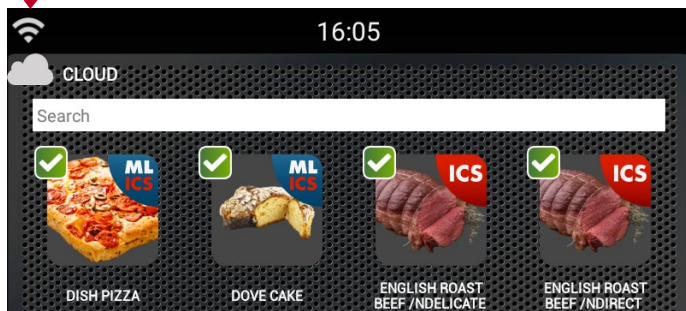 16:05
CLOUD
Search
ML
ICS
ML
ICS
ICS
ICS
DISH PIZZA
DOVE CAKE
ENGLISH ROAST
BEEF /NDELICATE
ENGLISH ROAST
BEEF /NDIRECT